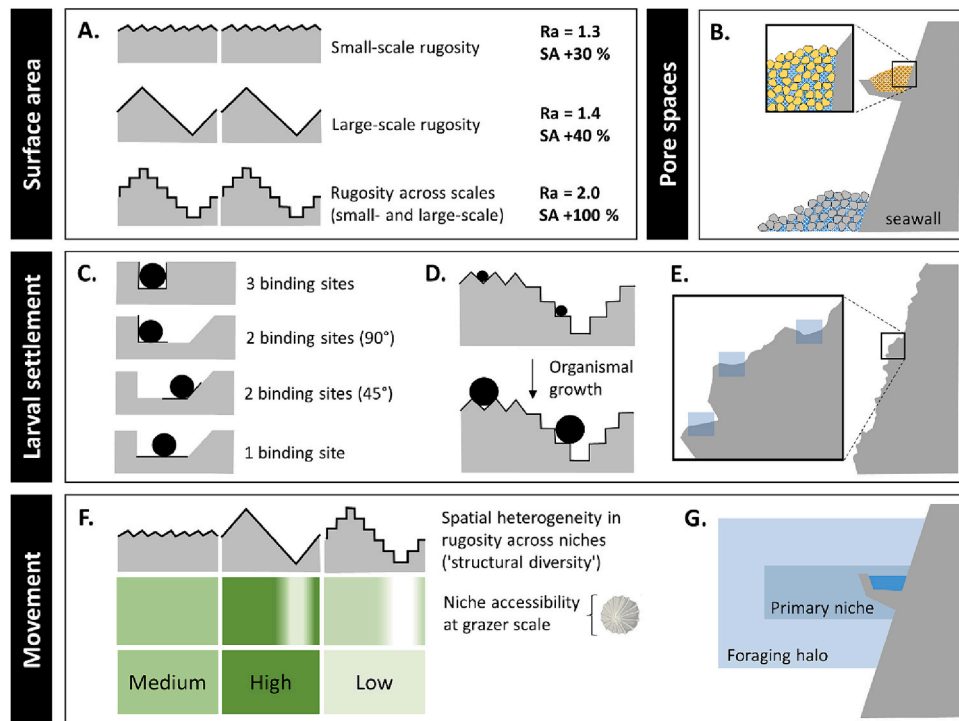 Surface area
A.
Small-scale rugosity
Ra = 1.3
SA +30 %
Large-scale rugosity
Ra = 1.4
SA +40 %
Rugosity across scales
(small- and large-scale)
Ra = 2.0
SA +100 %
Pore spaces
B.
seawall
Larval settlement
C.
3 binding sites
2 binding sites (90°)
2 binding sites (45°)
1 binding site
D.
Organismal
growth
E.
Movement
F.
Spatial heterogeneity in
rugosity across niches
('structural diversity')
Niche accessibility
at grazer scale
Medium
High
Low
G.
Primary niche
Foraging halo